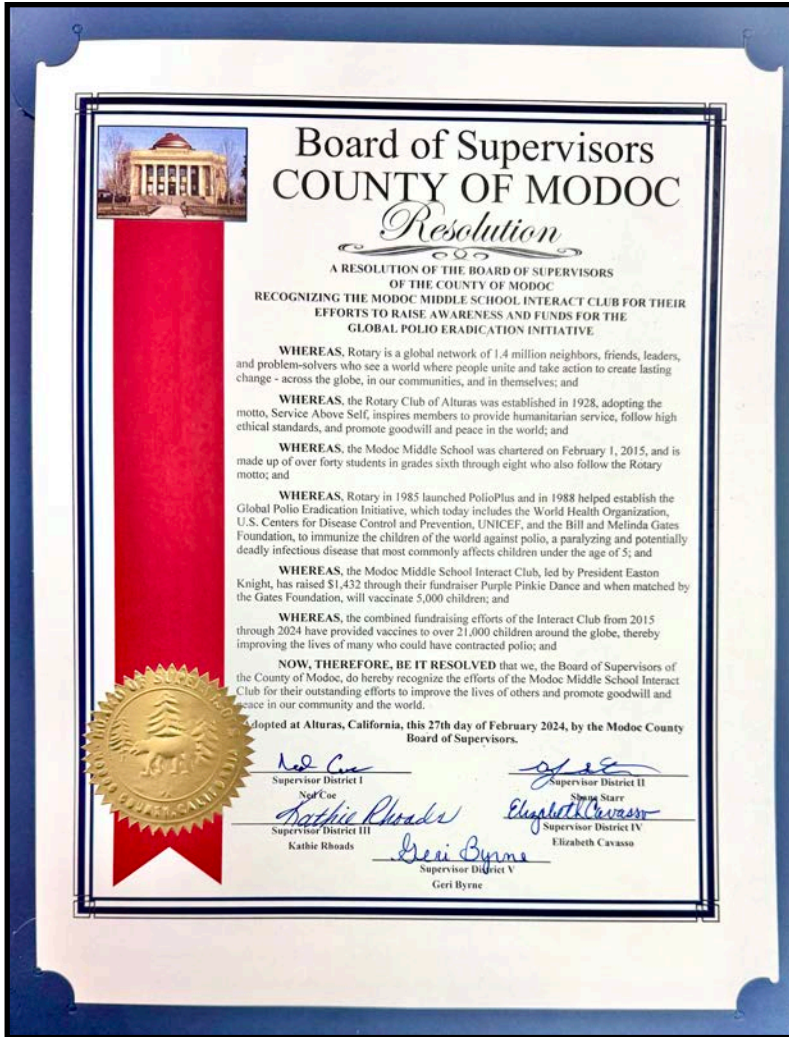 Board of Supervisors
COUNTY OF MODOC
Resolution
A RESOLUTION OF THE BOARD OF SUPERVISORS
OF THE COUNTY OF MODOC
RECOGNIZING THE MODOC MIDDLE SCHOOL INTERACT CLUB FOR THEIR
EFFORTS TO RAISE AWARENESS AND FUNDS FOR THE
GLOBAL POLIO ERADICATION INITIATIVE
WHEREAS, Rotary is a global network of 1.4 million neighbors, friends, leaders,
and problem-solvers who see a world where people unite and take action to create lasting
change - across the globe, in our communities, and in themselves; and
WHEREAS, the Rotary Club of Alturas was established in 1928, adopting the
motto, Service Above Self, inspires members to provide humanitarian service, follow high
ethical standards, and promote goodwill and peace in the world; and
WHEREAS, the Modoc Middle School was chartered on February 1, 2015, and is
made up of over forty students in grades sixth through eight who also follow the Rotary
motto; and
WHEREAS, Rotary in 1985 launched PolioPlus and in 1988 helped establish the
Global Polio Eradication Initiative, which today includes the World Health Organization,
U.S. Centers for Disease Control and Prevention, UNICEF, and the Bill and Melinda Gates
Foundation, to immunize the children of the world against polio, a paralyzing and potentially
deadly infectious disease that most commonly affects children under the age of 5; and
WHEREAS, the Modoc Middle School Interact Club, led by President Easton
Knight, has raised $1,432 through their fundraiser Purple Pinkie Dance and when matched by
the Gates Foundation, will vaccinate 5,000 children; and
WHEREAS, the combined fundraising efforts of the Interact Club from 2015
through 2024 have provided vaccines to over 21,000 children around the globe, thereby
improving the lives of many who could have contracted polio; and
NOW, THEREFORE, BE IT RESOLVED that we, the Board of Supervisors of
the County of Modoc, do hereby recognize the efforts of the Modoc Middle School Interact
Club for their outstanding efforts to improve the lives of others and promote goodwill and
peace in our community and the world.
Adopted at Alturas, California, this 27th day of February 2024, by the Modoc County
Board of Supervisors.
Ned Coe
Supervisor District I
Ned Coe
Supervisor District II
Shane Starr
Kathie Rhoads
Supervisor District III
Kathie Rhoads
Elizabeth Cavasso
Supervisor District IV
Elizabeth Cavasso
Geri Byrne
Supervisor District V
Geri Byrne
BOARD OF SUPERVISORS
MODOC COUNTY, CALIFORNIA